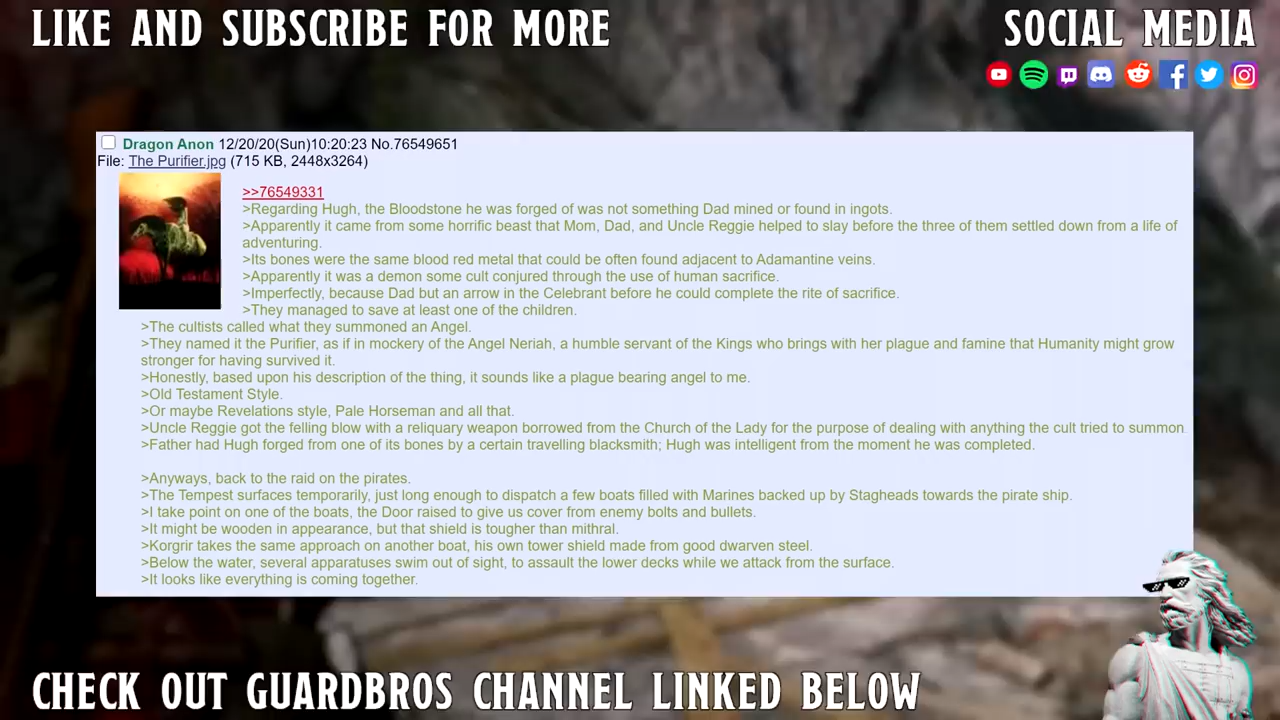 LIKE AND SUBSCRIBE FOR MORE
SOCIAL MEDIA
Dragon Anon 12/20/20(Sun)10:20:23 No.76549651
File: The Purifier.jpg (715 KB, 2448x3264)
>>76549331
>Regarding Hugh, the Bloodstone he was forged of was not something Dad mined or found in ingots.
>Apparently it came from some horrific beast that Mom, Dad, and Uncle Reggie helped to slay before the three of them settled down from a life of
adventuring.
>Its bones were the same blood red metal that could be often found adjacent to Adamantine veins.
>Apparently it was a demon some cult conjured through the use of human sacrifice.
>Imperfectly, because Dad but an arrow in the Celebrant before he could complete the rite of sacrifice.
>They managed to save at least one of the children.
>The cultists called what they summoned an Angel.
>They named it the Purifier, as if in mockery of the Angel Neriah, a humble servant of the Kings who brings with her plague and famine that Humanity might grow
stronger for having survived it.
>Honestly, based upon his description of the thing, it sounds like a plague bearing angel to me.
>Old Testament Style.
>Or maybe Revelations style, Pale Horseman and all that.
>Uncle Reggie got the felling blow with a reliquary weapon borrowed from the Church of the Lady for the purpose of dealing with anything the cult tried to summon.
>Father had Hugh forged from one of its bones by a certain travelling blacksmith; Hugh was intelligent from the moment he was completed.
>Anyways, back to the raid on the pirates.
>The Tempest surfaces temporarily, just long enough to dispatch a few boats filled with Marines backed up by Stagheads towards the pirate ship.
>I take point on one of the boats, the Door raised to give us cover from enemy bolts and bullets.
>It might be wooden in appearance, but that shield is tougher than mithral.
>Korgrir takes the same approach on another boat, his own tower shield made from good dwarven steel.
>Below the water, several apparatuses swim out of sight, to assault the lower decks while we attack from the surface.
>It looks like everything is coming together.
CHECK OUT GUARDBROS CHANNEL LINKED BELOW